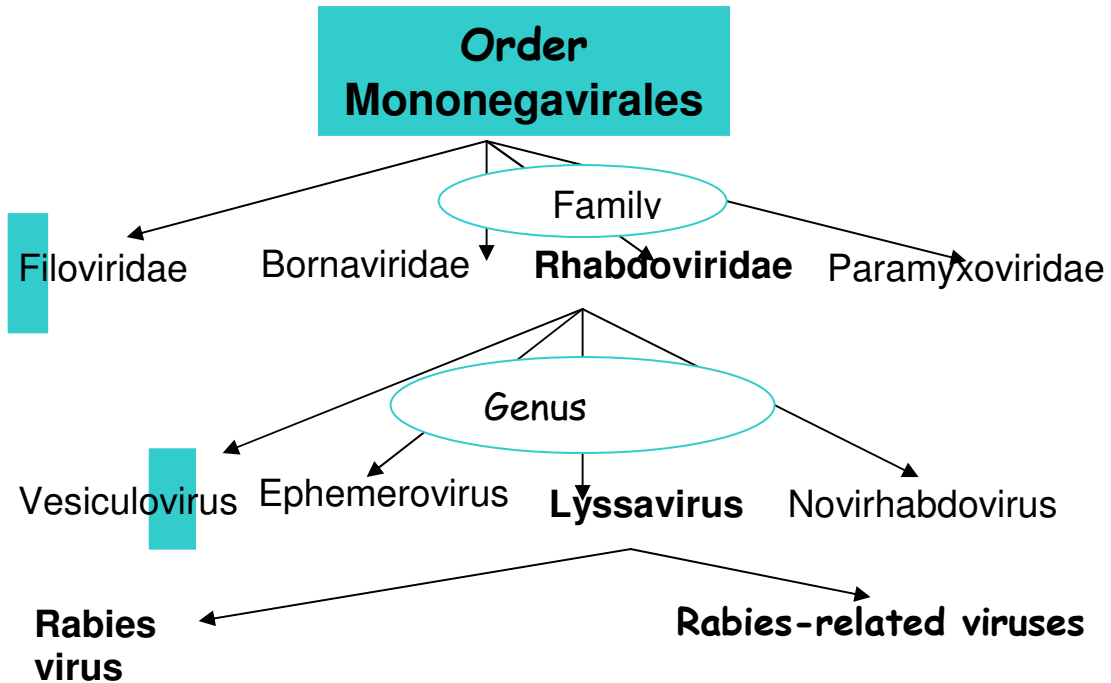 Order
Mononegavirales
Family
Filoviridae
Bornaviridae
Rhabdoviridae
Paramyxoviridae
Genus
Vesiculovirus
Ephemerovirus
Lyssavirus
Novirhabdovirus
Rabies
virus
Rabies-related viruses